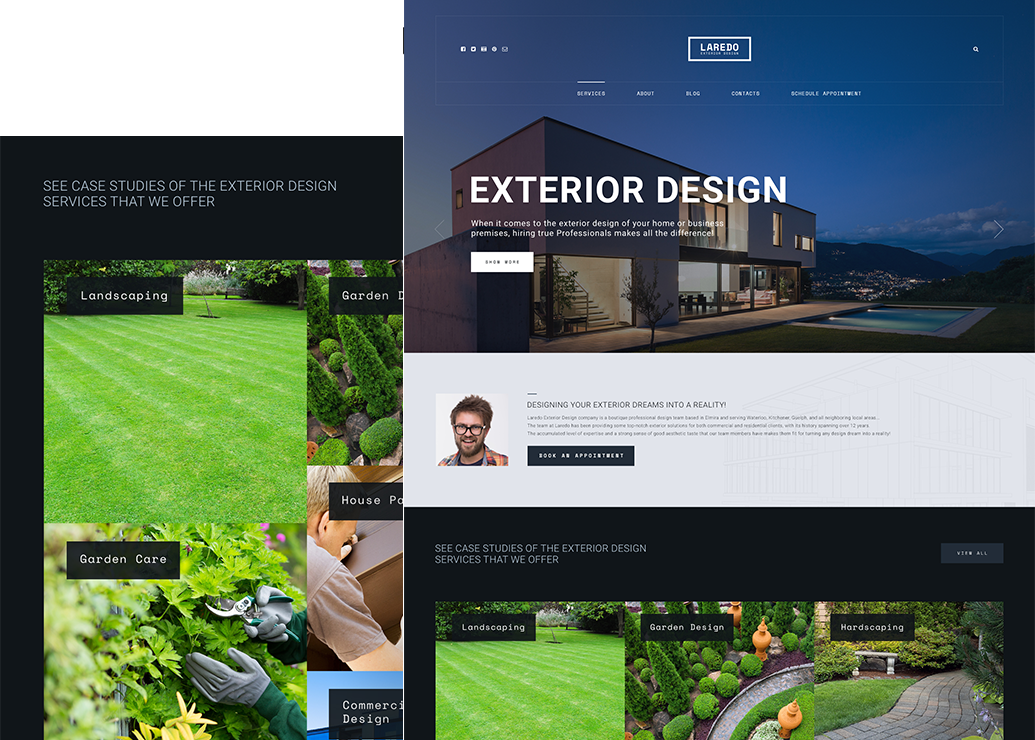 SEE CASE STUDIES OF THE EXTERIOR DESIGN
SERVICES THAT WE OFFER
Landscaping
Garden D
House Pa
Garden Care
Commerci
Design
LAREDO
EXTERIOR DESIGN
SERVICES ABOUT BLOG CONTACTS SCHEDULE APPOINTMENT
EXTERIOR DESIGN
When it comes to the exterior design of your home or business
premises, hiring true Professionals makes all the difference!
SHOW MORE
DESIGNING YOUR EXTERIOR DREAMS INTO A REALITY!
Laredo Exterior Design company is a boutique professional design team based in Elmira and serving Waterloo, Kitchener, Guelph, and all neighboring local areas...
The team at Laredo has been providing some top-notch exterior solutions for both commercial and residential clients, with its history spanning over 12 years.
The accumulated level of expertise and a strong sense of good aesthetic taste that our team members have makes them fit for turning any design dream into a reality!
BOOK AN APPOINTMENT
SEE CASE STUDIES OF THE EXTERIOR DESIGN
SERVICES THAT WE OFFER
VIEW ALL
Landscaping
Garden Design
Hardscaping